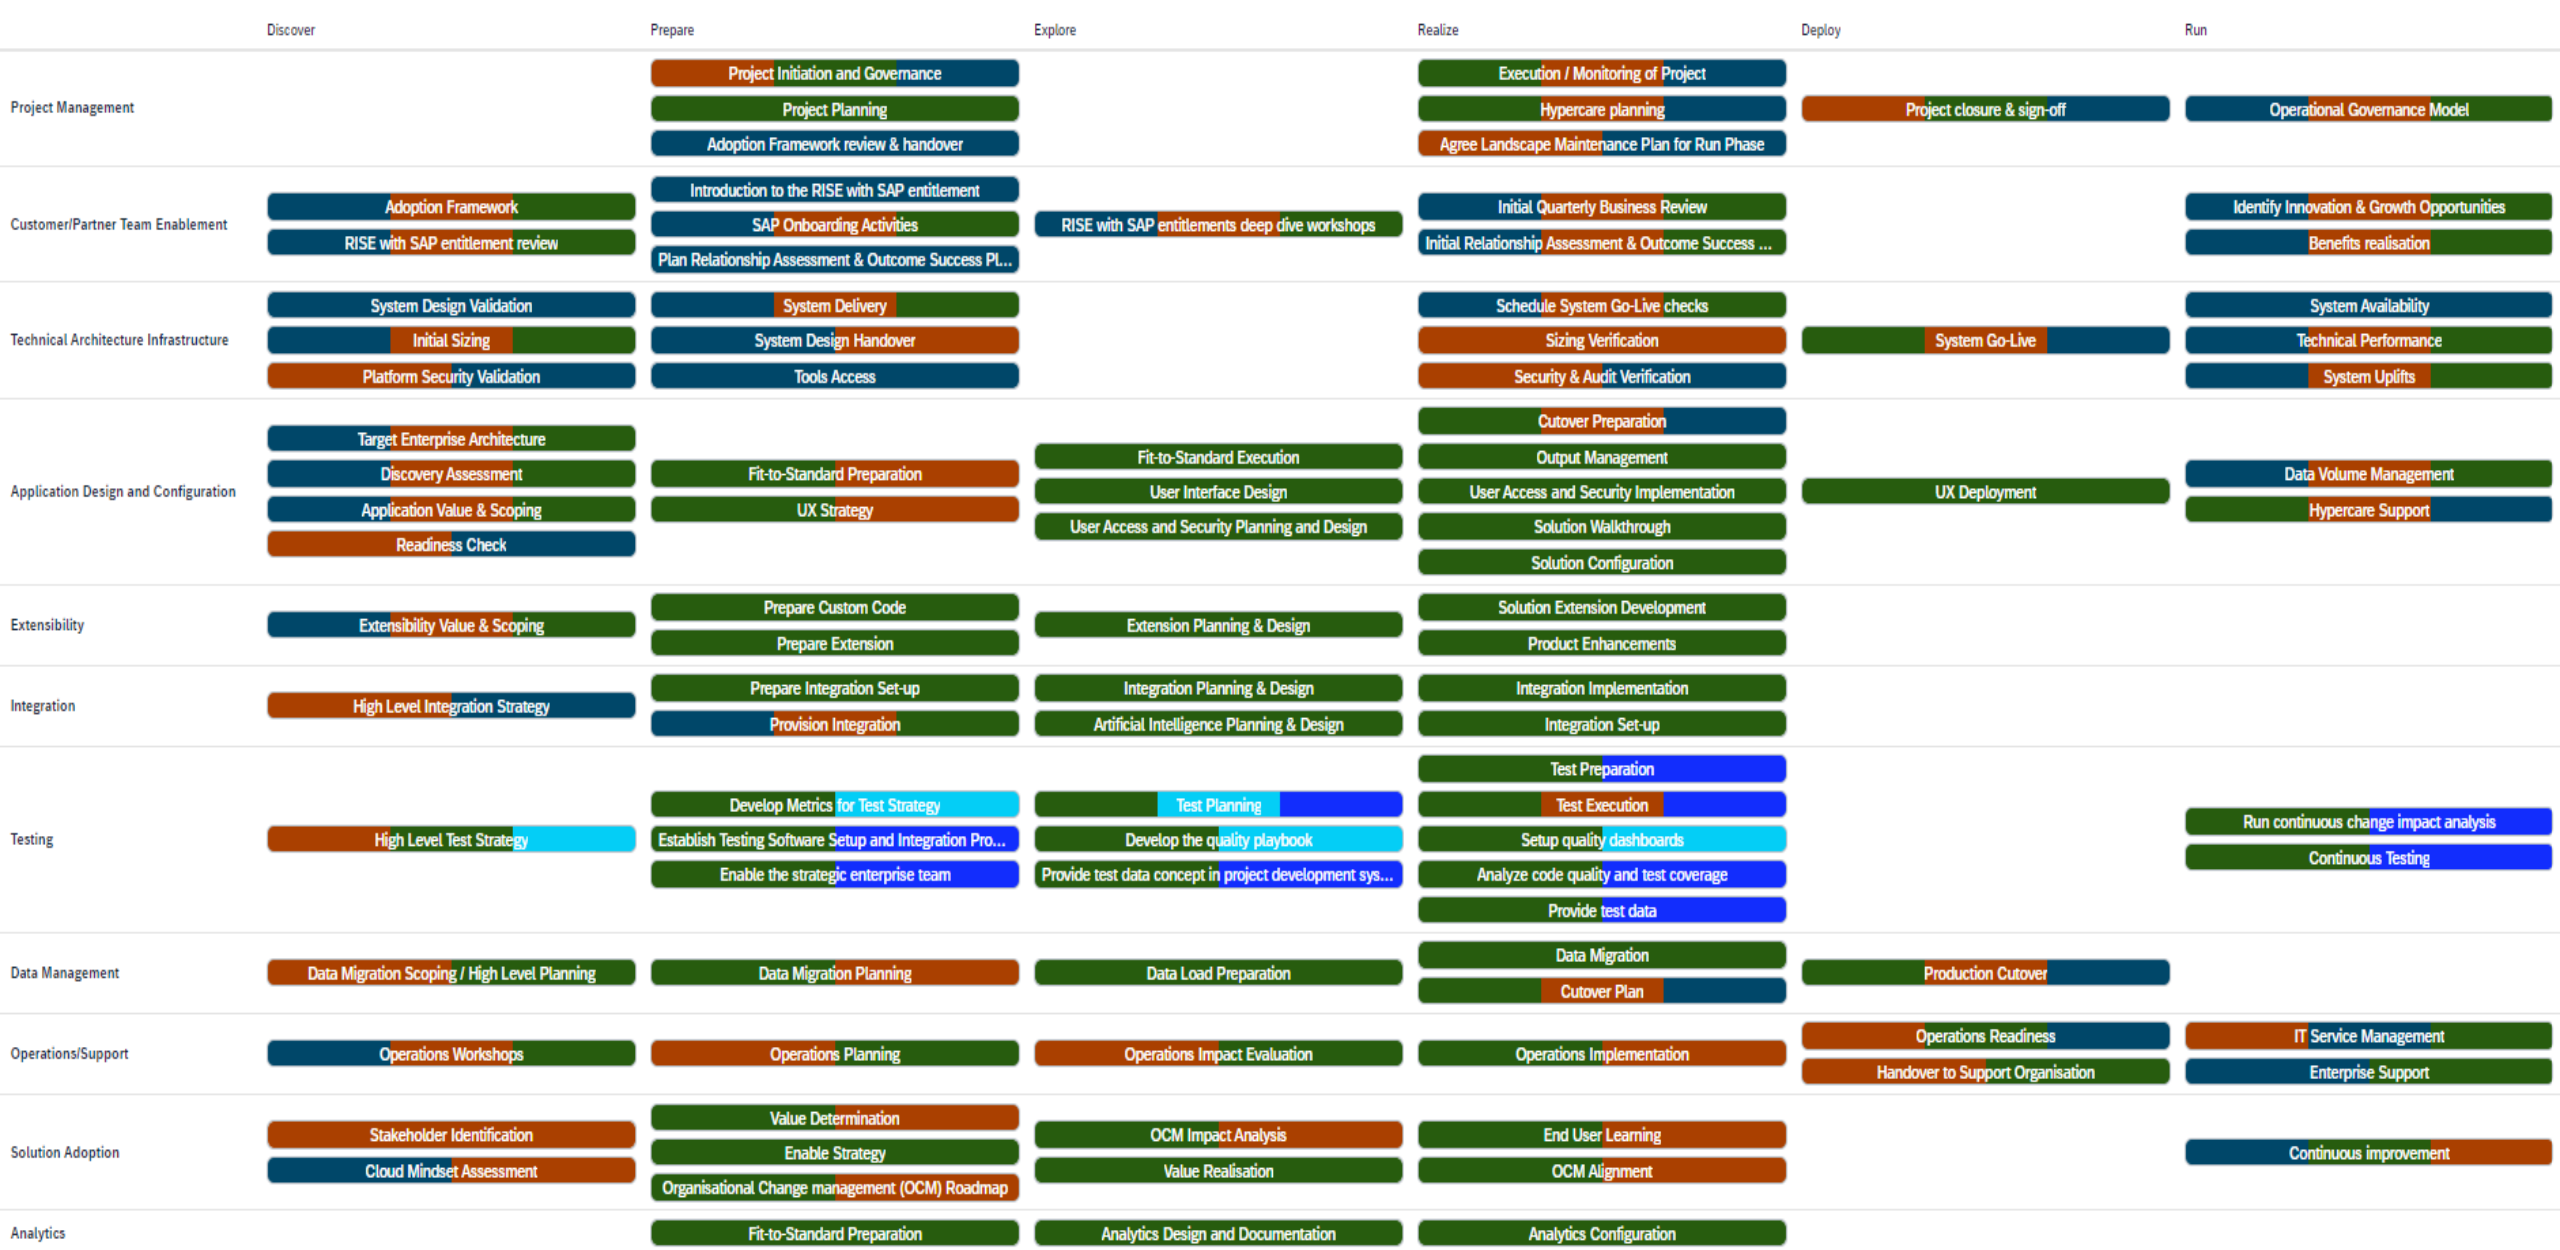 Discover
Prepare
Explore
Realize
Deploy
Run
Project Management
Project Initiation and Governance
Project Planning
Adoption Framework review & handover
Execution / Monitoring of Project
Hypercare planning
Agree Landscape Maintenance Plan for Run Phase
Project closure & sign-off
Operational Governance Model
Customer/Partner Team Enablement
Adoption Framework
RISE with SAP entitlement review
Introduction to the RISE with SAP entitlement
SAP Onboarding Activities
Plan Relationship Assessment & Outcome Success Pl...
RISE with SAP entitlements deep dive workshops
Initial Quarterly Business Review
Initial Relationship Assessment & Outcome Success ...
Identify Innovation & Growth Opportunities
Benefits realisation
Technical Architecture Infrastructure
System Design Validation
Initial Sizing
Platform Security Validation
System Delivery
System Design Handover
Tools Access
Schedule System Go-Live checks
Sizing Verification
Security & Audit Verification
System Go-Live
System Availability
Technical Performance
System Uplifts
Application Design and Configuration
Target Enterprise Architecture
Discovery Assessment
Application Value & Scoping
Readiness Check
Fit-to-Standard Preparation
UX Strategy
Fit-to-Standard Execution
User Interface Design
User Access and Security Planning and Design
Cutover Preparation
Output Management
User Access and Security Implementation
Solution Walkthrough
Solution Configuration
UX Deployment
Data Volume Management
Hypercare Support
Extensibility
Extensibility Value & Scoping
Prepare Custom Code
Prepare Extension
Extension Planning & Design
Solution Extension Development
Product Enhancements
Integration
High Level Integration Strategy
Prepare Integration Set-up
Provision Integration
Integration Planning & Design
Artificial Intelligence Planning & Design
Integration Implementation
Integration Set-up
Testing
High Level Test Strategy
Develop Metrics for Test Strategy
Establish Testing Software Setup and Integration Pro...
Enable the strategic enterprise team
Test Planning
Develop the quality playbook
Provide test data concept in project development sys...
Test Preparation
Test Execution
Setup quality dashboards
Analyze code quality and test coverage
Provide test data
Run continuous change impact analysis
Continuous Testing
Data Management
Data Migration Scoping / High Level Planning
Data Migration Planning
Data Load Preparation
Data Migration
Cutover Plan
Production Cutover
Operations/Support
Operations Workshops
Operations Planning
Operations Impact Evaluation
Operations Implementation
Operations Readiness
Handover to Support Organisation
IT Service Management
Enterprise Support
Solution Adoption
Stakeholder Identification
Cloud Mindset Assessment
Value Determination
Enable Strategy
Organisational Change management (OCM) Roadmap
OCM Impact Analysis
Value Realisation
End User Learning
OCM Alignment
Continuous improvement
Analytics
Fit-to-Standard Preparation
Analytics Design and Documentation
Analytics Configuration